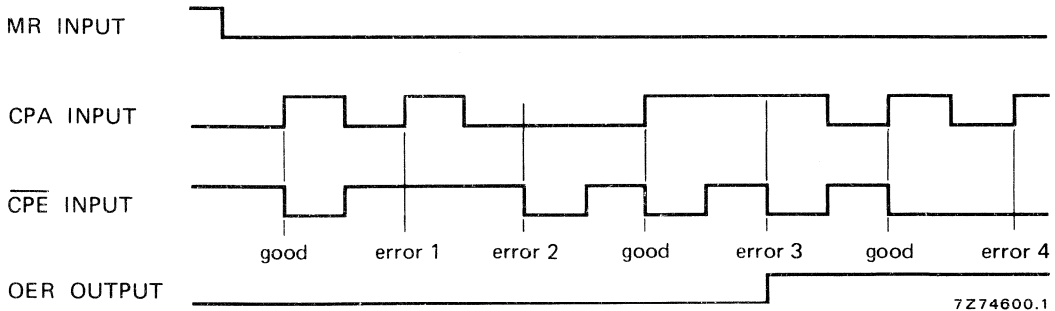 MR INPUT
CPA INPUT
CPE INPUT
good error 1 error 2 good error 3 good error 4
OER OUTPUT
7Z74600.1